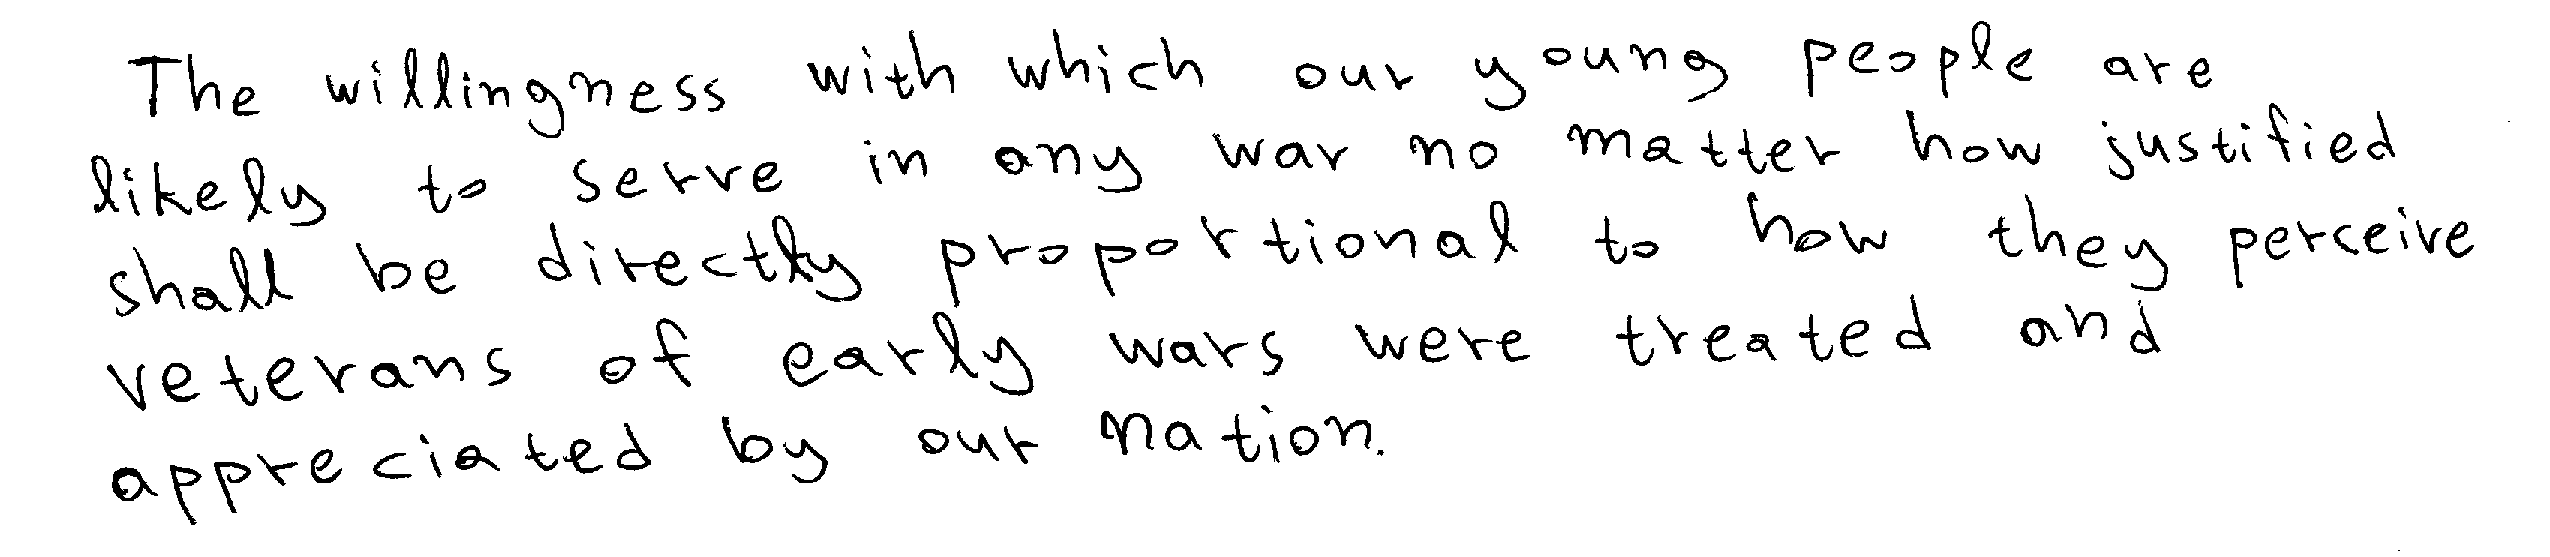 The willingness with which our young people are
likely to serve in any war no matter how justified
shall be directly proportional to how they perceive
veterans of early wars were treated and
appreciated by our nation.